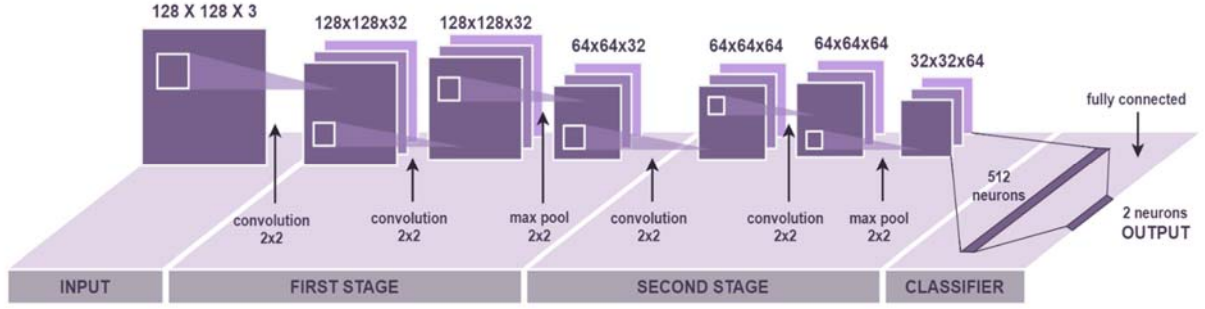 128 X 128 X 3
128x128x32
128x128x32
64x64x32
64x64x64
64x64x64
32x32x64
fully connected
convolution
2x2
convolution
2x2
max pool
2x2
convolution
2x2
convolution
2x2
max pool
2x2
512
neurons
2 neurons
OUTPUT
INPUT
FIRST STAGE
SECOND STAGE
CLASSIFIER